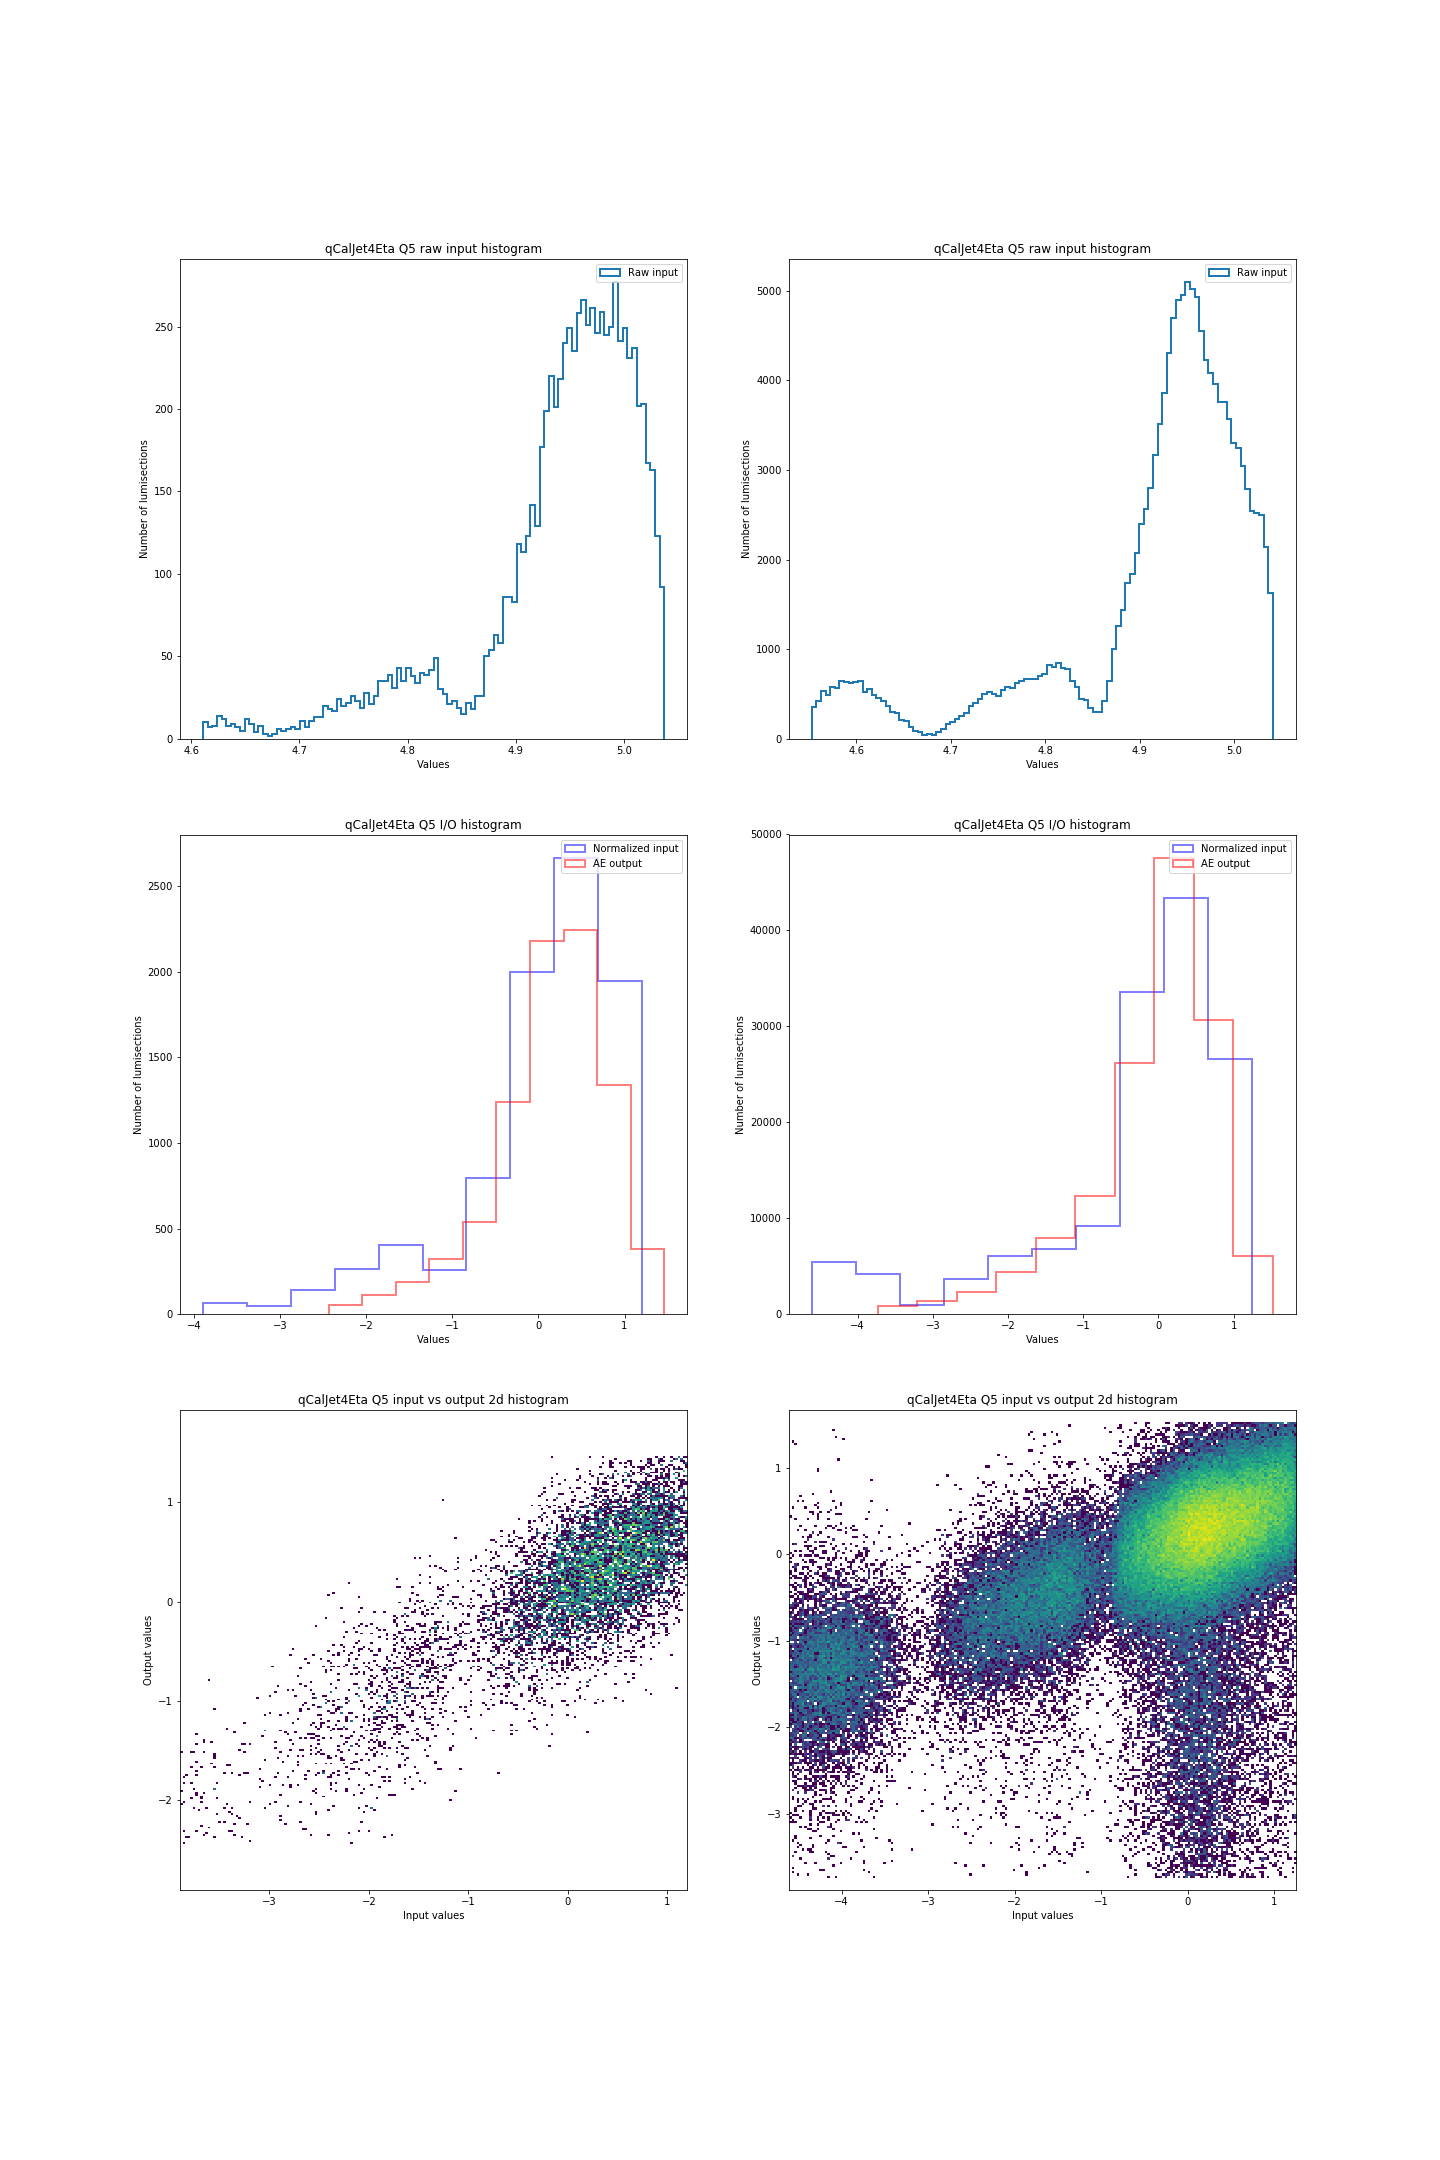 qCalJet4Eta Q5 raw input histogram
Raw input
Number of lumisections
0
50
100
150
200
250
4.6
4.7
4.8
4.9
5.0
Values
qCalJet4Eta Q5 raw input histogram
Raw input
Number of lumisections
0
1000
2000
3000
4000
5000
4.6
4.7
4.8
4.9
5.0
Values
qCalJet4Eta Q5 I/O histogram
Normalized input
AE output
Number of lumisections
0
500
1000
1500
2000
2500
−4
−3
−2
−1
0
1
Values
qCalJet4Eta Q5 I/O histogram
Normalized input
AE output
Number of lumisections
0
10000
20000
30000
40000
50000
−4
−3
−2
−1
0
1
Values
qCalJet4Eta Q5 input vs output 2d histogram
Output values
1
0
−1
−2
−3
−2
−1
0
1
Input values
qCalJet4Eta Q5 input vs output 2d histogram
Output values
1
0
−1
−2
−3
−4
−3
−2
−1
0
1
Input values